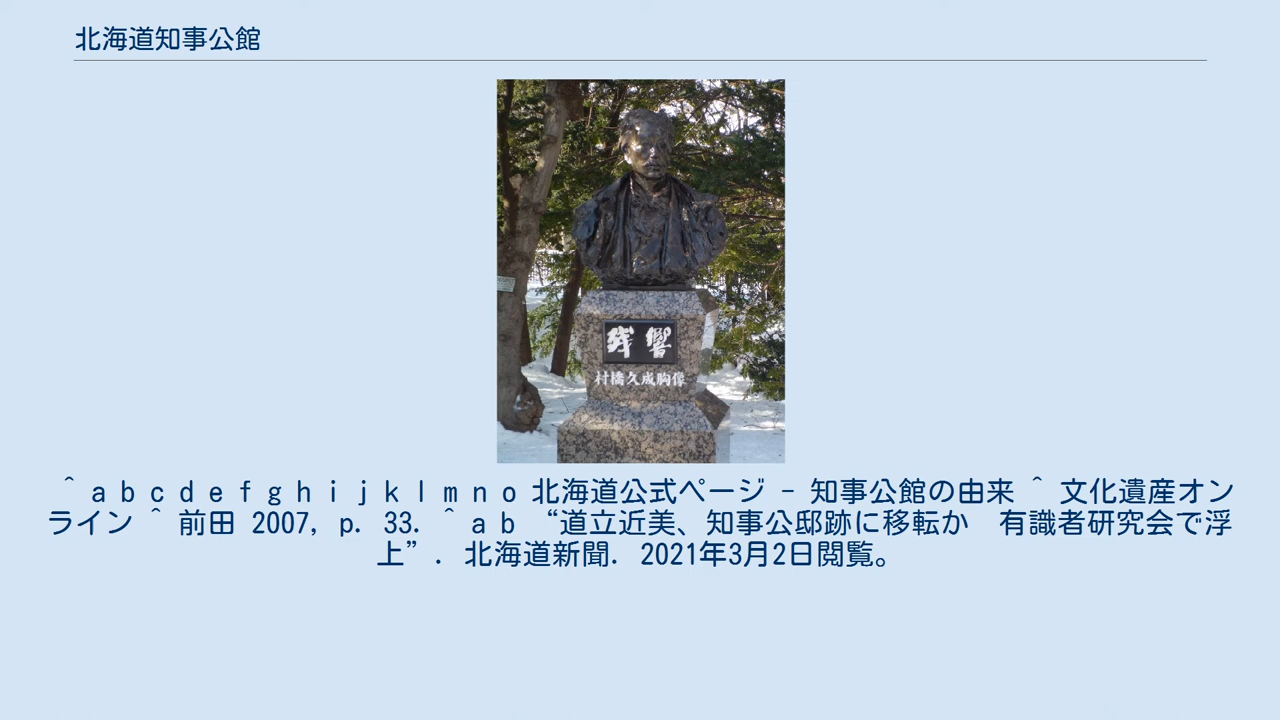 北海道知事公館
残響
村橋久成胸像
^ a b c d e f g h i j k l m n o 北海道公式ページ - 知事公館の由来 ^ 文化遺産オン
ライン ^ 前田 2007, p. 33. ^ a b “道立近美、知事公邸跡に移転か　有識者研究会で浮
上”. 北海道新聞. 2021年3月2日閲覧。